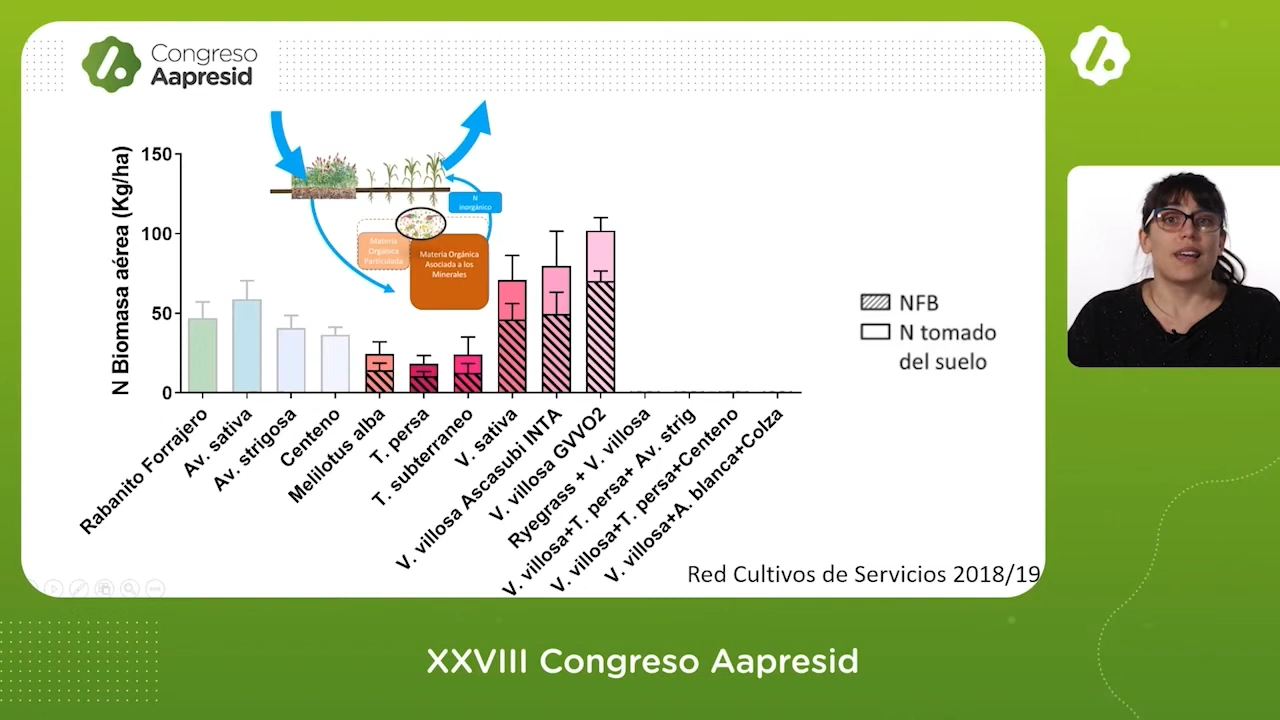 Congreso
Aapresid
N Biomasa aérea (Kg/ha)
150
100
50
0
N
inorgánico
Materia
Orgánica
Particulada
Materia Orgánica
Asociada a los
Minerales
NFB
N tomado
del suelo
Rabanito Forrajero
Av. sativa
Av. strigosa
Centeno
Melilotus alba
T. persa
T. subterraneo
V. sativa
V. villosa Ascasubi INTA
V. villosa GVVO2
Ryegrass + V. villosa
V. villosa+T. persa+ Av. strig
V. villosa+T. persa+Centeno
V. villosa+A. blanca+Colza
Red Cultivos de Servicios 2018/19
XXVIII Congreso Aapresid